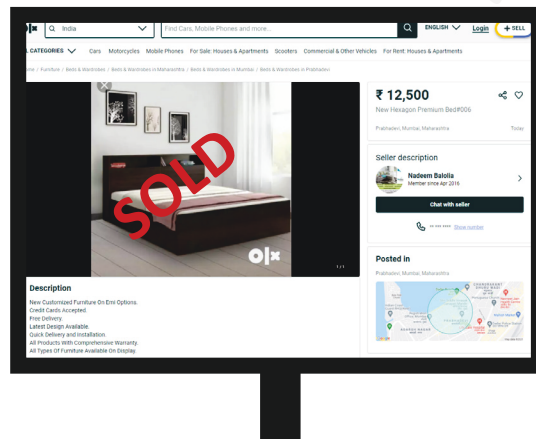 olx
India
Find Cars, Mobile Phones and more...
ENGLISH
Login
+ SELL
CATEGORIES
Cars Motorcycles Mobile Phones For Sale: Houses & Apartments Scooters Commercial & Other Vehicles For Rent: Houses & Apartments
Furniture / Beds & Wardrobes / Beds & Wardrobes in Maharashtra / Beds & Wardrobes in Mumbai / Beds & Wardrobes in Prabhadevi
SOLD
olx
1/1
₹ 12,500
New Hexagon Premium Bed#006
Prabhadevi, Mumbai, Maharashtra
Today
Seller description
Nadeem Balolia
Member since Apr 2016
Chat with seller
** **** **** Show number
Posted in
Prabhadevi, Mumbai, Maharashtra
Description
New Customized Furniture On Emi Options.
Credit Cards Accepted.
Free Delivery.
Latest Design Available.
Quick Delivery and Installation.
All Products With Comprehensive Warranty.
All Types Of Furniture Available On Display.